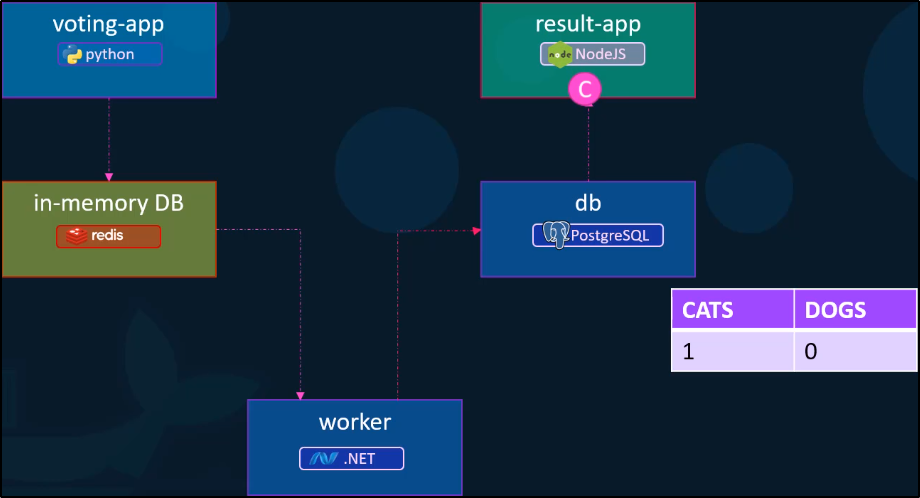 voting-app
python
result-app
node NodeJS
C
in-memory DB
redis
db
PostgreSQL
CATS DOGS
1 0
worker
.NET